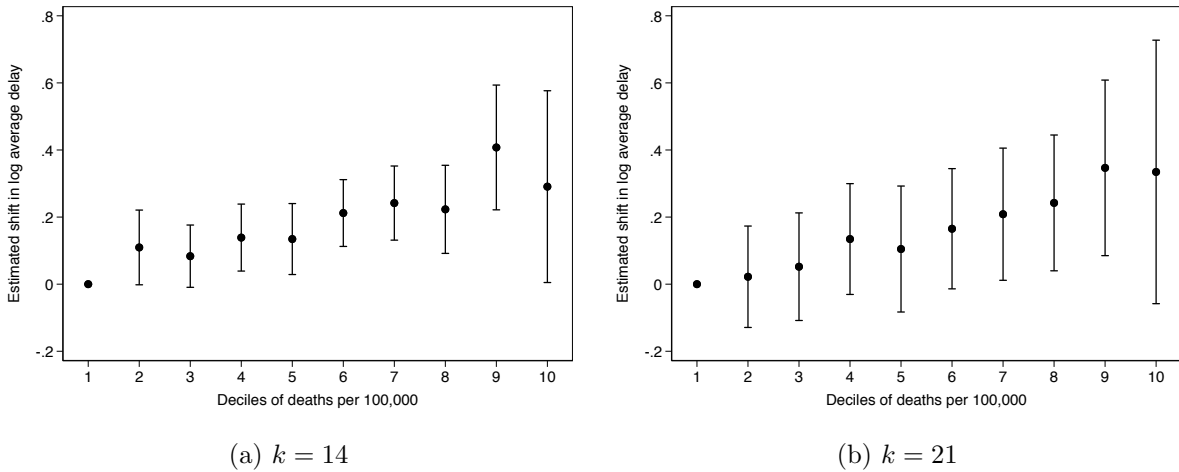 Estimated shift in log average delay
.8
.6
.4
.2
0
-.2
1 2 3 4 5 6 7 8 9 10
Deciles of deaths per 100,000
(a) k = 14
Estimated shift in log average delay
.8
.6
.4
.2
0
-.2
1 2 3 4 5 6 7 8 9 10
Deciles of deaths per 100,000
(b) k = 21